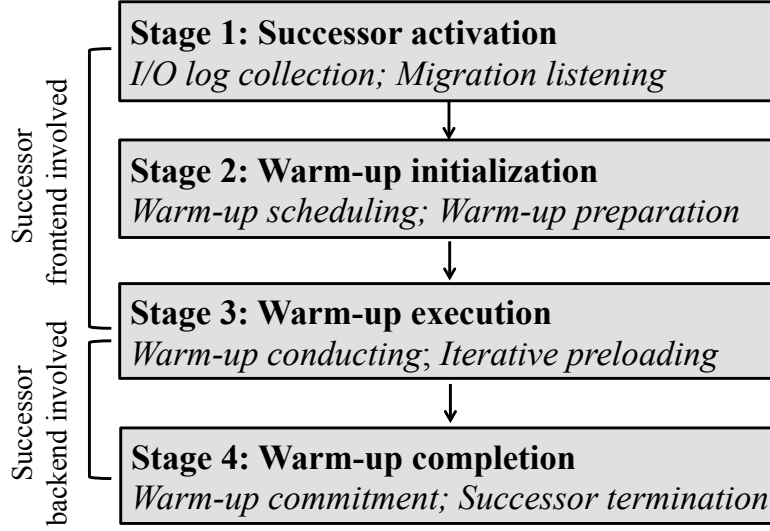 Stage 1: Successor activation
I/O log collection; Migration listening
Successor
frontend involved
Stage 2: Warm-up initialization
Warm-up scheduling; Warm-up preparation
Stage 3: Warm-up execution
Warm-up conducting; Iterative preloading
Successor
backend involved
Stage 4: Warm-up completion
Warm-up commitment; Successor termination